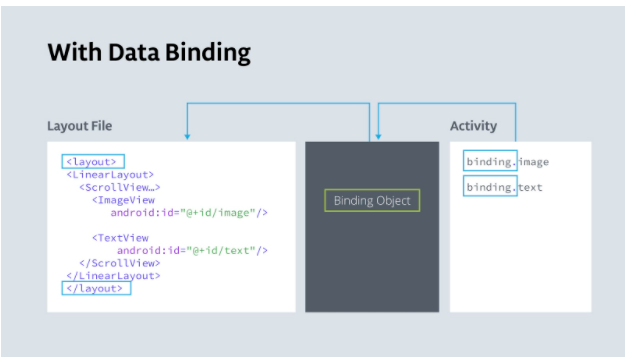 With Data Binding
Layout File
<layout>
<LinearLayout>
<ScrollView…>
<ImageView
android:id="@+id/image"/>
<TextView
android:id="@+id/text"/>
</ScrollView>
</LinearLayout>
</layout>
Binding Object
Activity
binding.image
binding.text